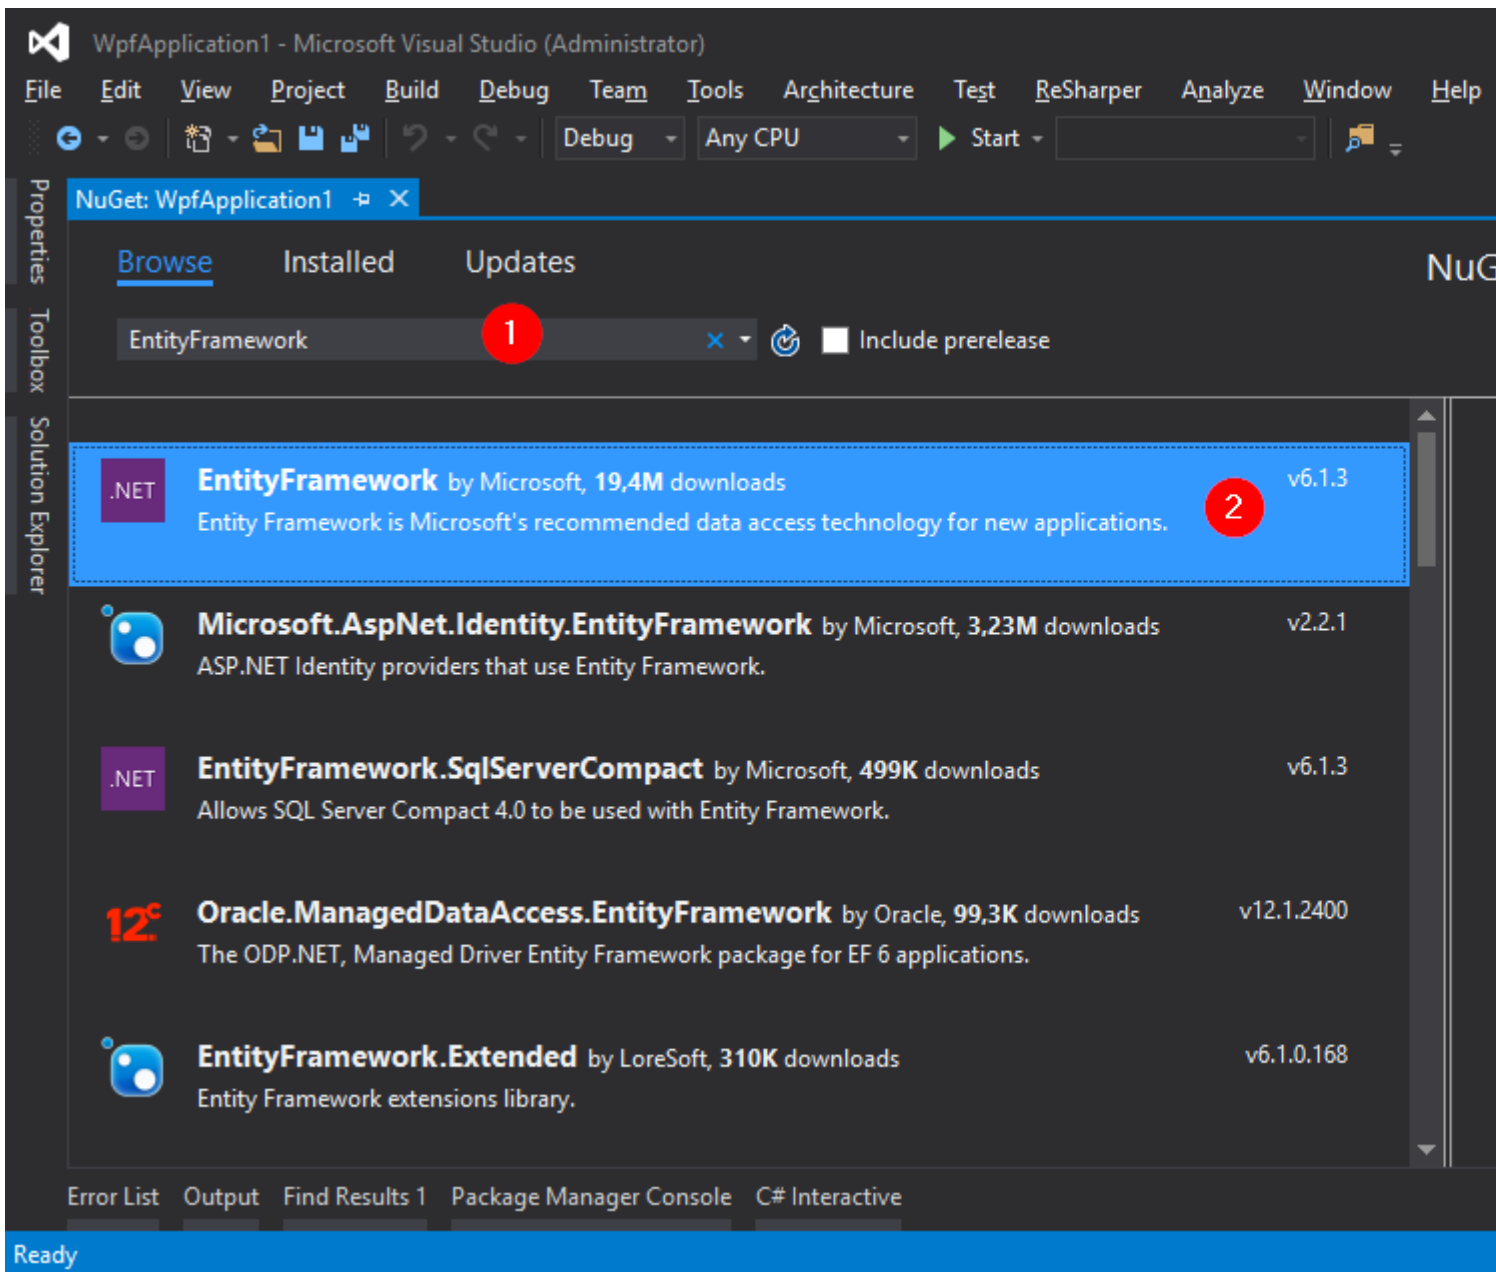 WpfApplication1 - Microsoft Visual Studio (Administrator)
File Edit View Project Build Debug Team Tools Architecture Test ReSharper Analyze Window Help
Debug Any CPU Start
Properties
Toolbox
Solution Explorer
NuGet: WpfApplication1
Browse Installed Updates
NuG
EntityFramework 1 Include prerelease
.NET
EntityFramework by Microsoft, 19,4M downloads v6.1.3
Entity Framework is Microsoft's recommended data access technology for new applications. 2
Microsoft.AspNet.Identity.EntityFramework by Microsoft, 3,23M downloads v2.2.1
ASP.NET Identity providers that use Entity Framework.
.NET
EntityFramework.SqlServerCompact by Microsoft, 499K downloads v6.1.3
Allows SQL Server Compact 4.0 to be used with Entity Framework.
12c
Oracle.ManagedDataAccess.EntityFramework by Oracle, 99,3K downloads v12.1.2400
The ODP.NET, Managed Driver Entity Framework package for EF 6 applications.
EntityFramework.Extended by LoreSoft, 310K downloads v6.1.0.168
Entity Framework extensions library.
Error List Output Find Results 1 Package Manager Console C# Interactive
Ready